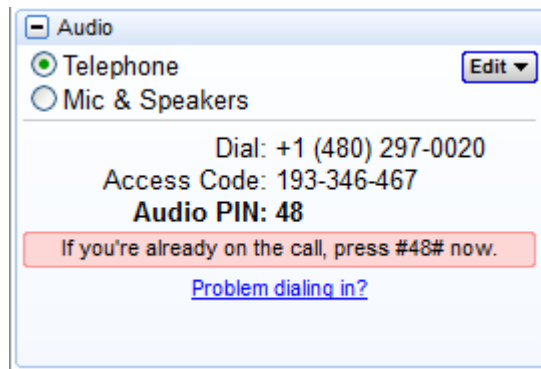 Audio
Telephone
Edit
Mic & Speakers
Dial: +1 (480) 297-0020
Access Code: 193-346-467
Audio PIN: 48
If you're already on the call, press #48# now.
Problem dialing in?